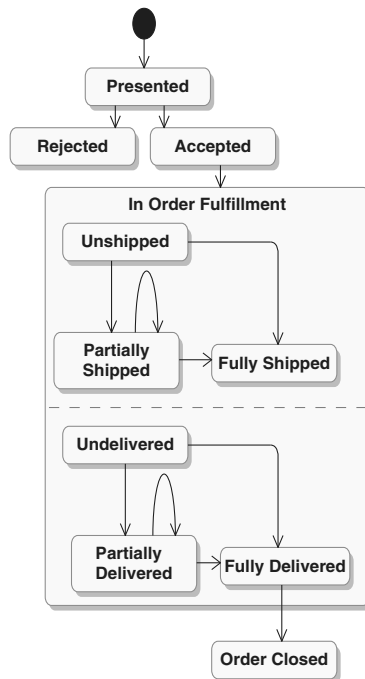 Presented
Rejected
Accepted
In Order Fulfillment
Unshipped
Partially
Shipped
Fully Shipped
Undelivered
Partially
Delivered
Fully Delivered
Order Closed